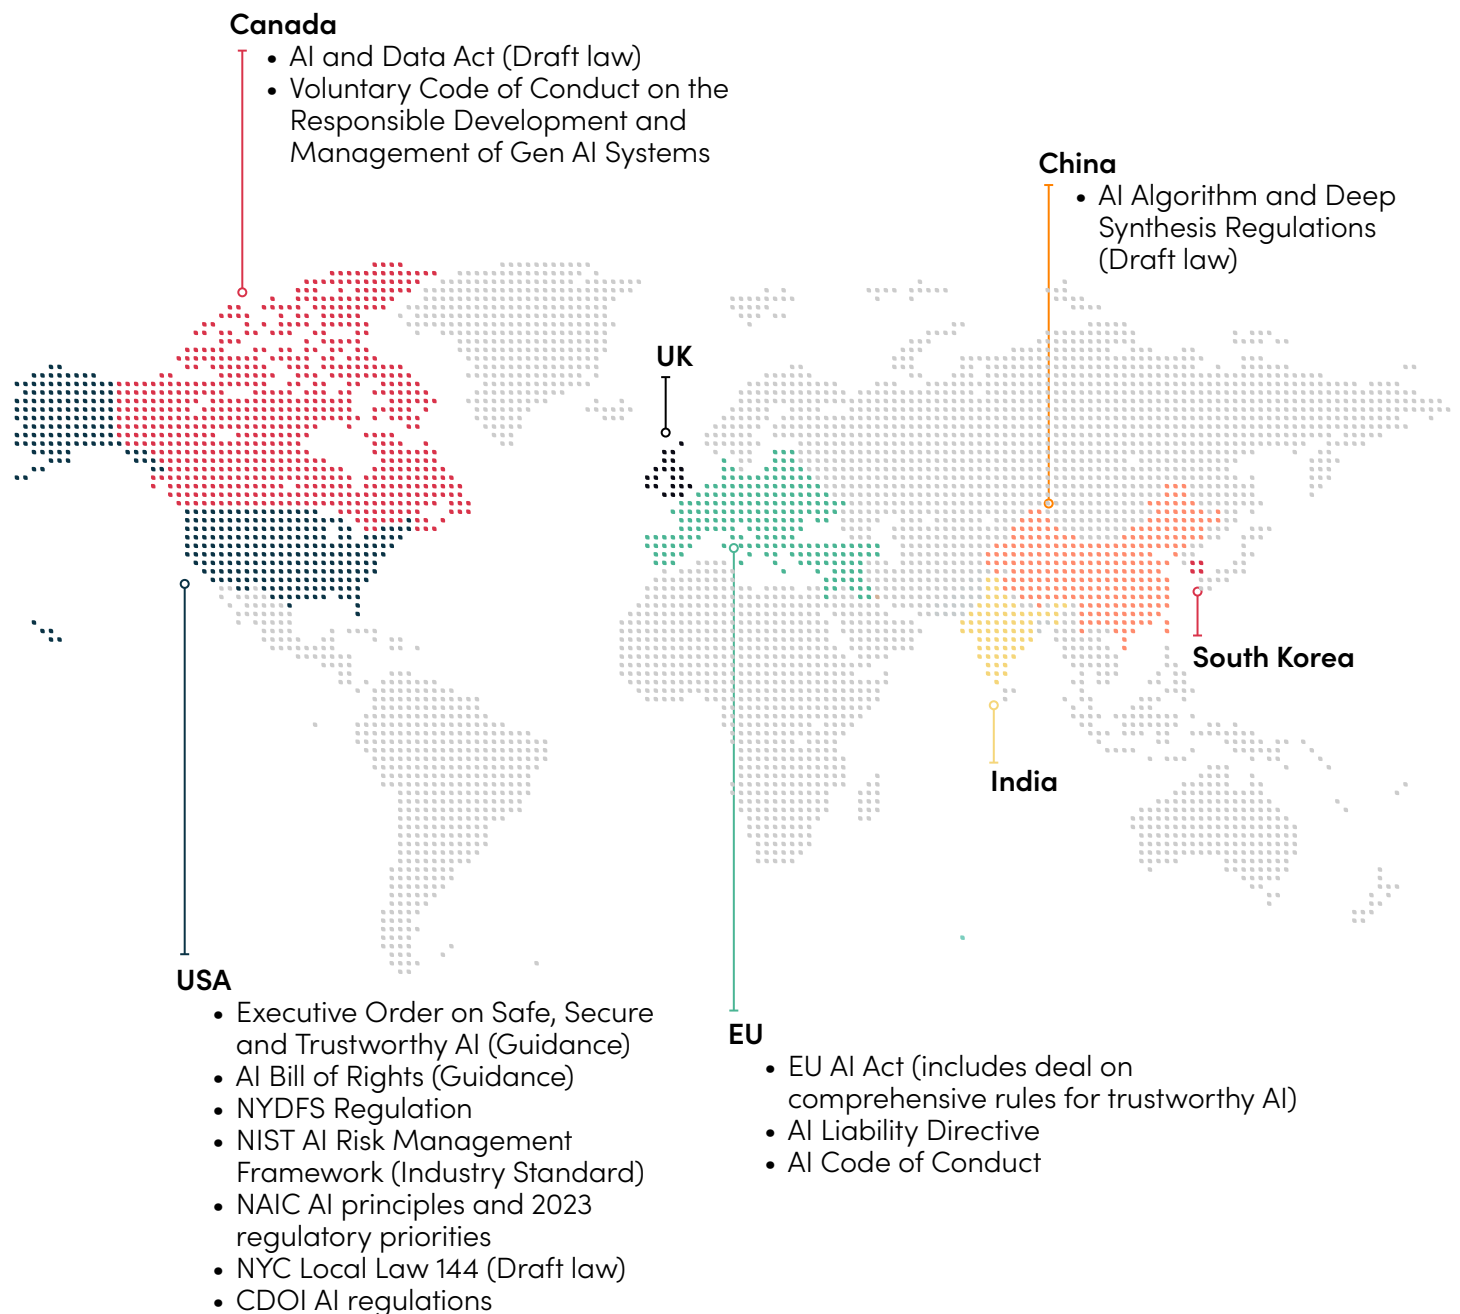 Canada
• AI and Data Act (Draft law)
• Voluntary Code of Conduct on the
Responsible Development and
Management of Gen AI Systems
China
• AI Algorithm and Deep
Synthesis Regulations
(Draft law)
UK
South Korea
India
USA
• Executive Order on Safe, Secure
and Trustworthy AI (Guidance)
• AI Bill of Rights (Guidance)
• NYDFS Regulation
• NIST AI Risk Management
Framework (Industry Standard)
• NAIC AI principles and 2023
regulatory priorities
• NYC Local Law 144 (Draft law)
• CDOI AI regulations
EU
• EU AI Act (includes deal on
comprehensive rules for trustworthy AI)
• AI Liability Directive
• AI Code of Conduct